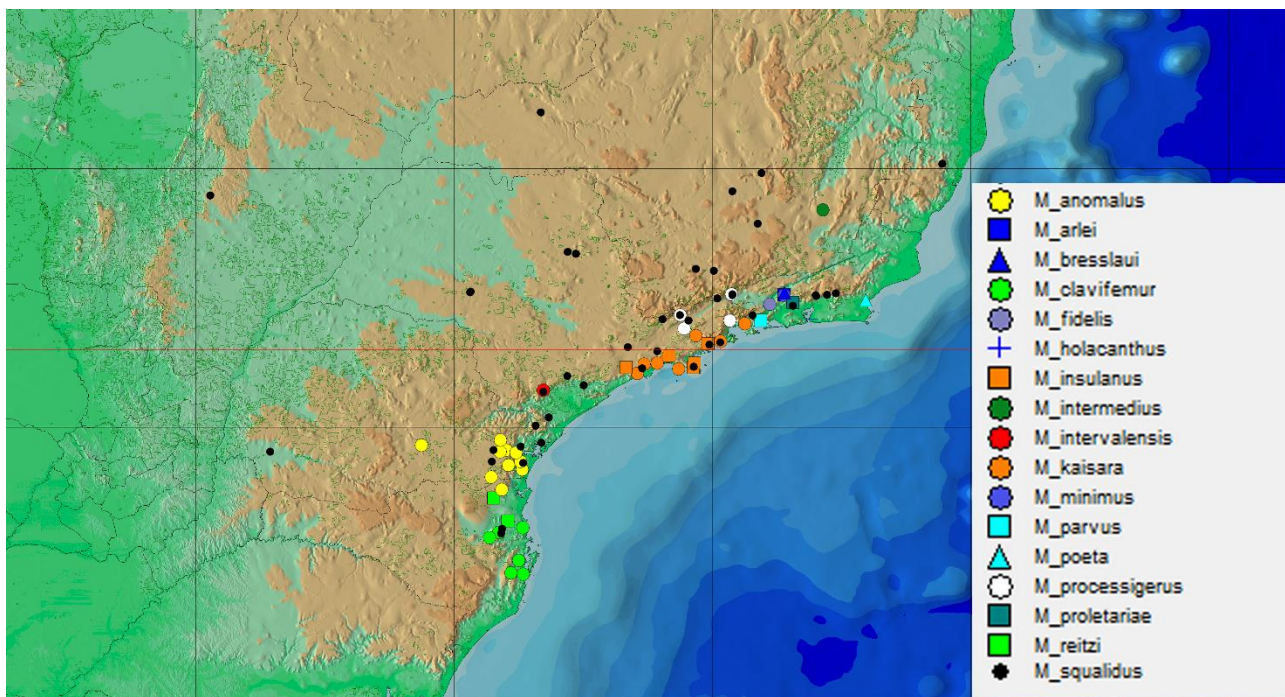 M_anomalus
M_arlei
M_bresslaui
M_clavifemur
M_fidelis
M_holacanthus
M_insulanus
M_intermedius
M_intervalensis
M_kaisara
M_minimus
M_parvus
M_poeta
M_processigerus
M_proletariae
M_reitzi
M_squalidus